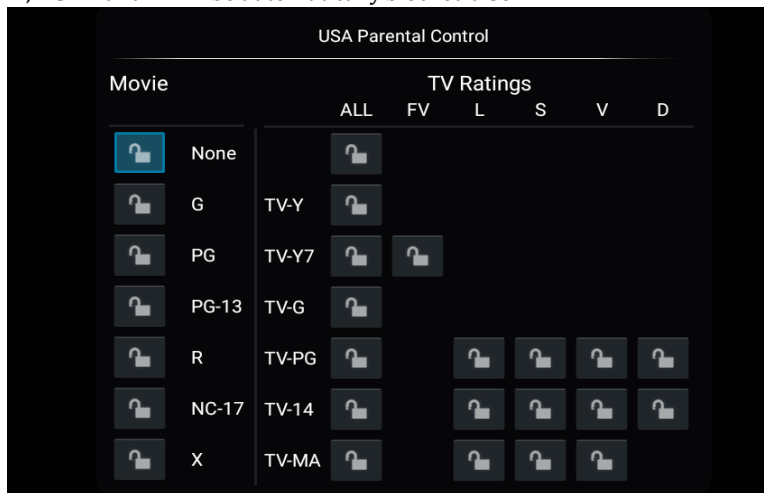 USA Parental Control
Movie
TV Ratings
ALL FV L S V D
None
G TV-Y
PG TV-Y7
PG-13 TV-G
R TV-PG
NC-17 TV-14
X TV-MA